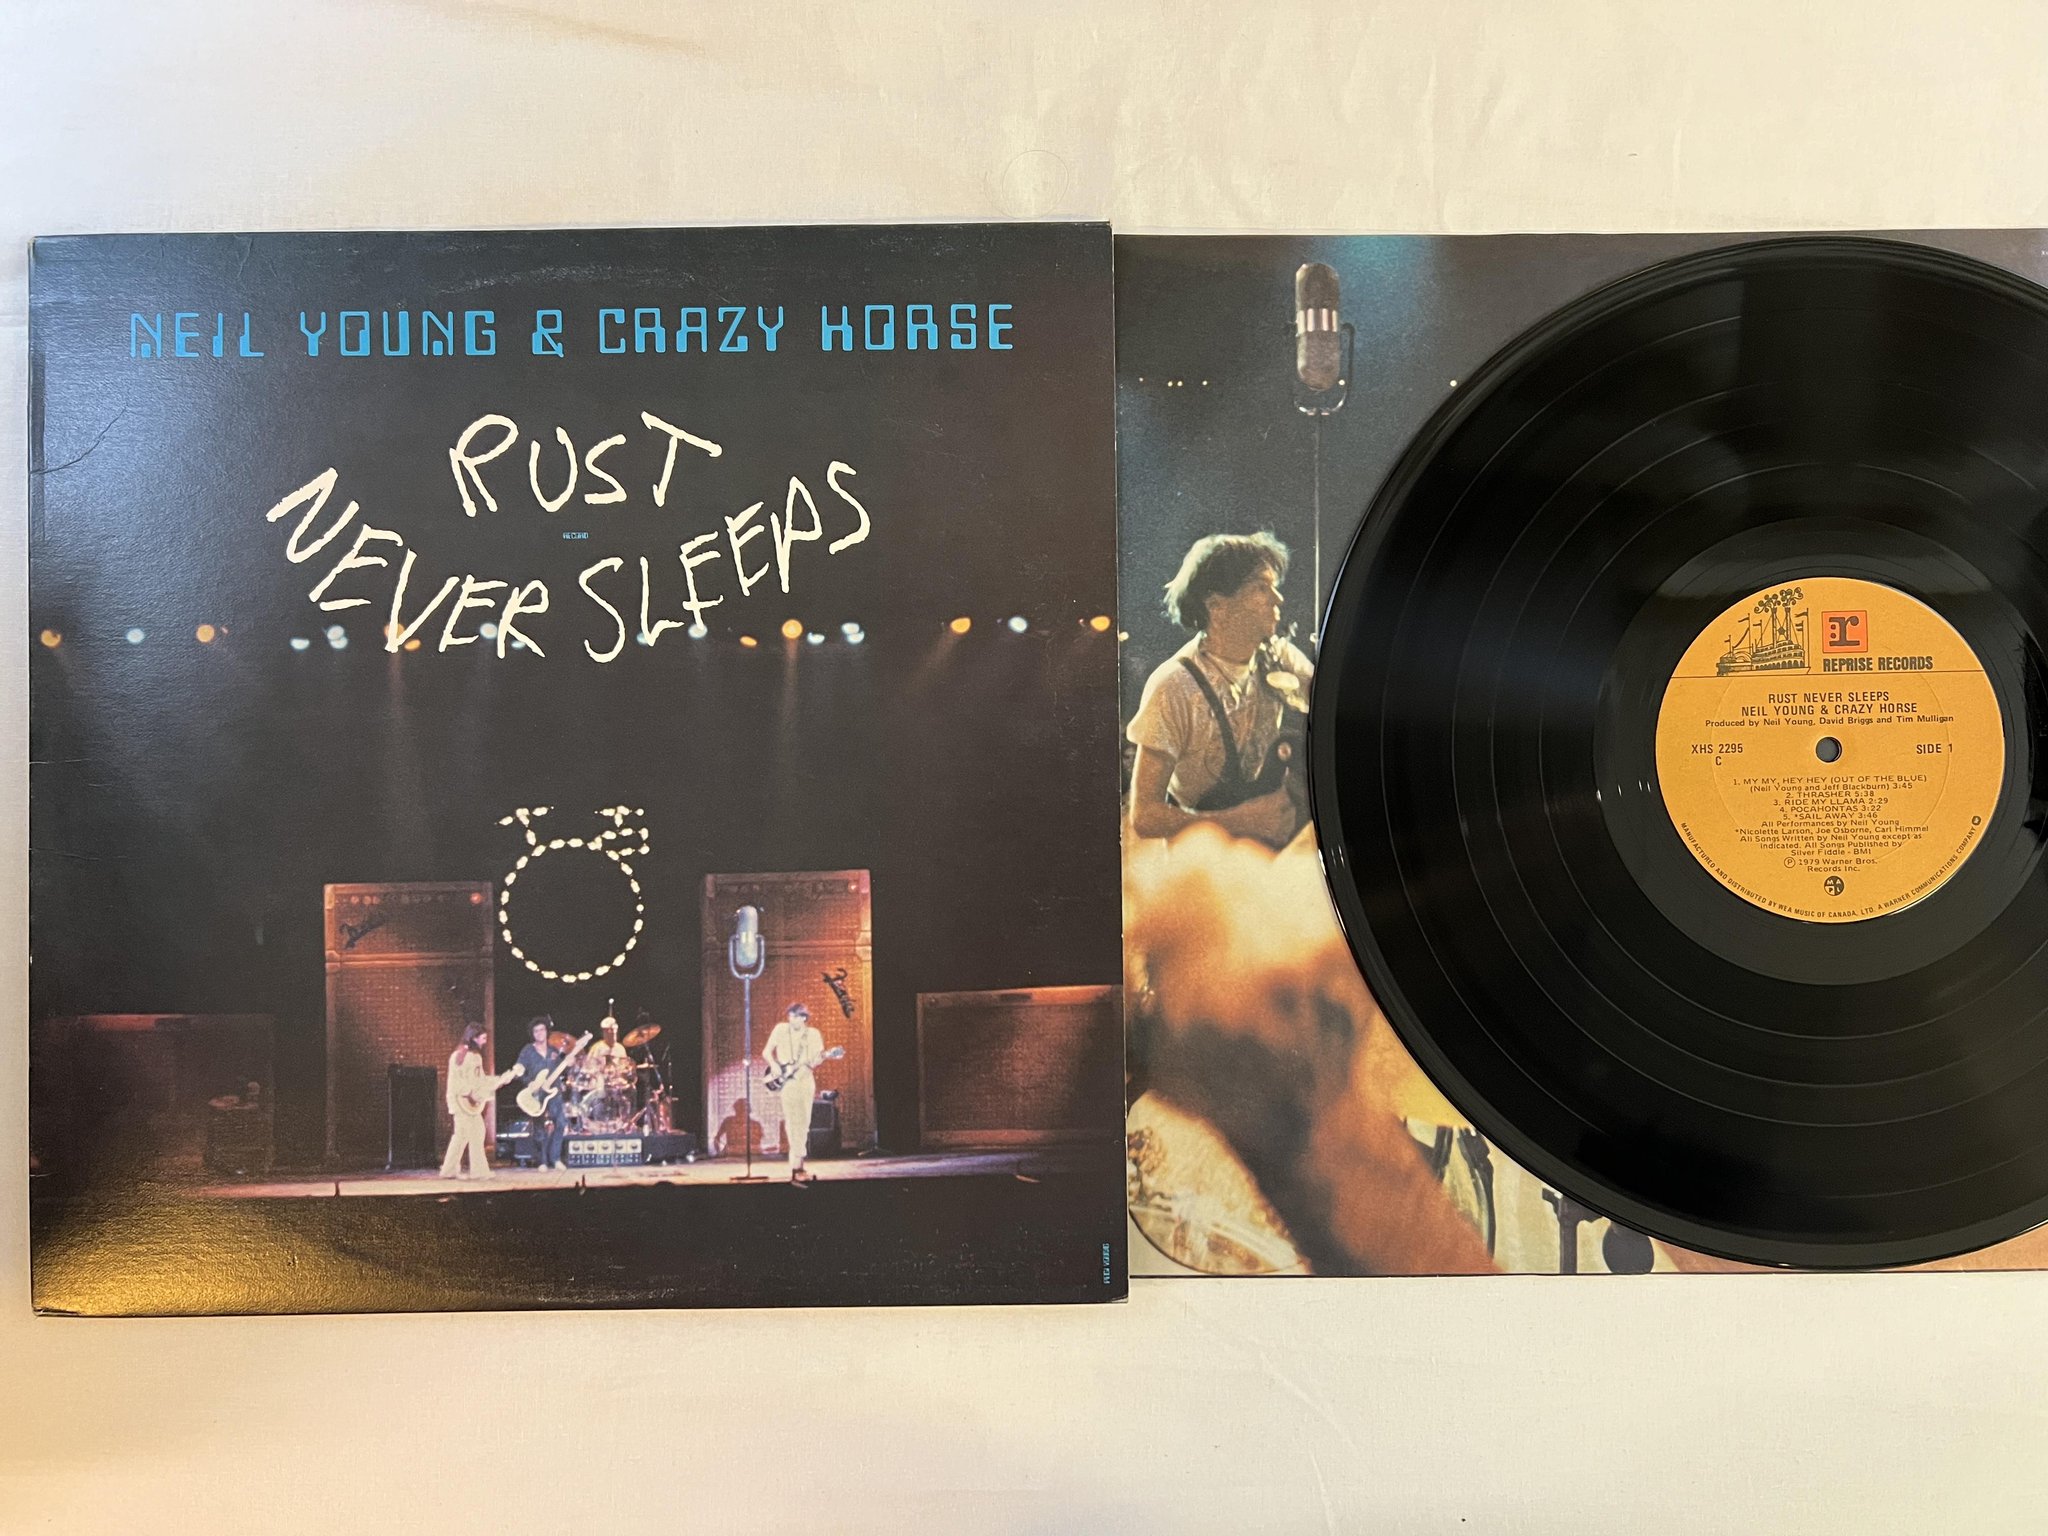 NEIL YOUNG & CRAZY HORSE
RUST
RECORD
NEVER SLEEPS
Fender
Fender
r:
REPRISE RECORDS
RUST NEVER SLEEPS
NEIL YOUNG & CRAZY HORSE
Produced by Neil Young, David Briggs and Tim Mulligan
XHS 2295 SIDE 1
C
1. MY MY, HEY HEY (OUT OF THE BLUE)
(Neil Young and Jeff Blackburn) 3:45
2. THRASHER 5:38
3. RIDE MY LLAMA 2:29
4. POCAHONTAS 3:22
5. *SAIL AWAY 3:46
All Performances by Neil Young
*Nicolette Larson, Joe Osborne, Carl Himmel
All Songs Written by Neil Young except as
indicated. All Songs Published by
Silver Fiddle - BMI
Ⓟ 1979 Warner Bros.
Records Inc.
MAPL
MANUFACTURED AND DISTRIBUTED BY WEA MUSIC OF CANADA, LTD. A WARNER COMMUNICATIONS COMPANY